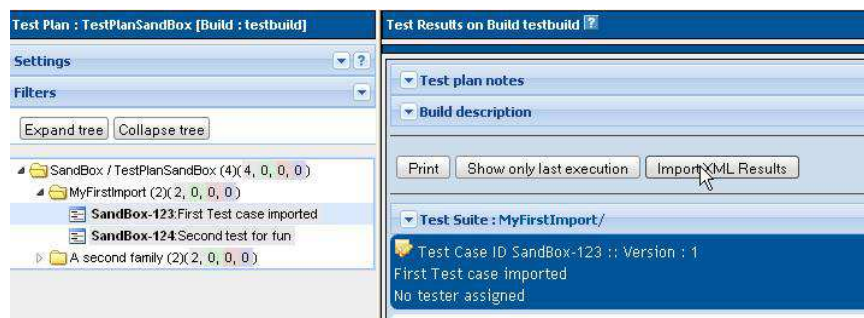 Test Plan : TestPlanSandBox [Build : testbuild]
Settings
?
Filters
Expand tree Collapse tree
SandBox / TestPlanSandBox (4)( 4, 0, 0, 0 )
MyFirstImport (2)( 2, 0, 0, 0 )
SandBox-123:First Test case imported
SandBox-124:Second test for fun
A second family (2)( 2, 0, 0, 0 )
Test Results on Build testbuild ?
Test plan notes
Build description
Print Show only last execution Import XML Results
Test Suite : MyFirstImport/
Test Case ID SandBox-123 :: Version : 1
First Test case imported
No tester assigned